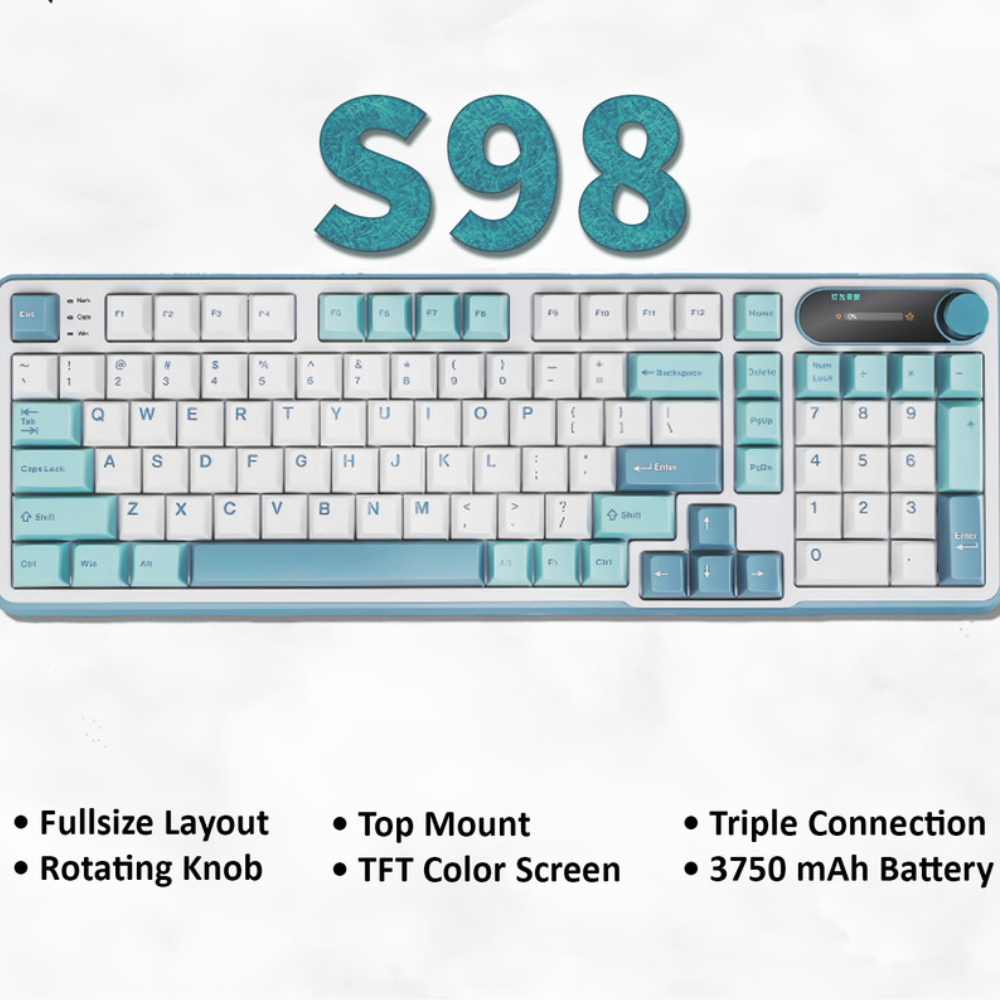 S98
Esc F1 F2 F3 F4 F5 F6 F7 F8 F9 F10 F11 F12 Home
Num
Caps
Win
~ ! @ # $ % ^ & * ( ) _ + ← Backspace Delete Num Lock ÷ × -
\ 1 2 3 4 5 6 7 8 9 0 - =
Tab Q W E R T Y U I O P { } | PgUp 7 8 9 +
[ ] \
Caps Lock A S D F G H J K L : " Enter PgDn 4 5 6
; '
Shift Z X C V B N M < > ? Shift ↑ 1 2 3 Enter
, . /
Ctrl Win Alt Alt Fn Ctrl ← ↓ → 0 .
• Fullsize Layout • Top Mount • Triple Connection
• Rotating Knob • TFT Color Screen • 3750 mAh Battery